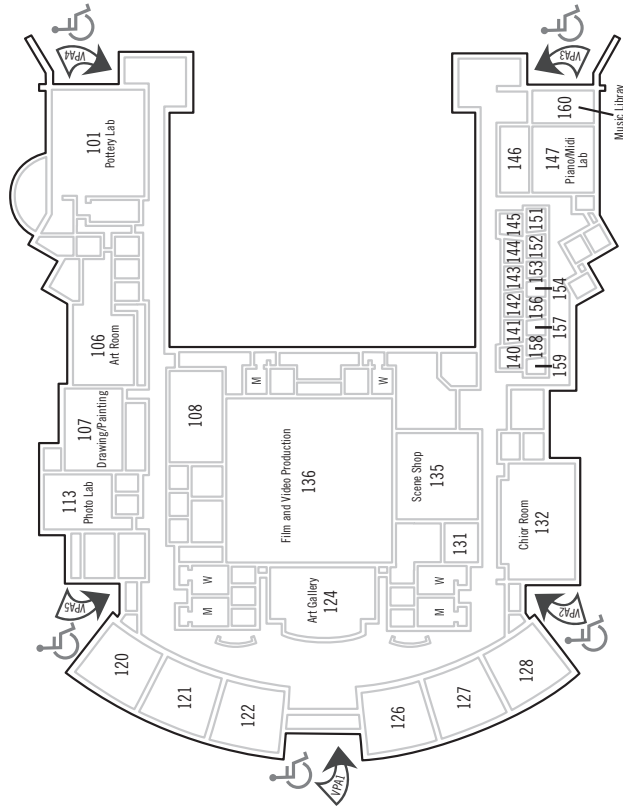 VPA4
VPA3
101
Pottery Lab
160
Music Libray
146
147
Piano/Midi
Lab
145
144
143
142
141
140
151
152
153
154
156
157
158
159
106
Art Room
107
Drawing/Painting
113
Photo Lab
108
M
W
Film and Video Production
136
Scene Shop
135
131
Chior Room
132
W
M
Art Gallery
124
W
M
VPA5
VPA2
120
121
122
126
127
128
VPA1